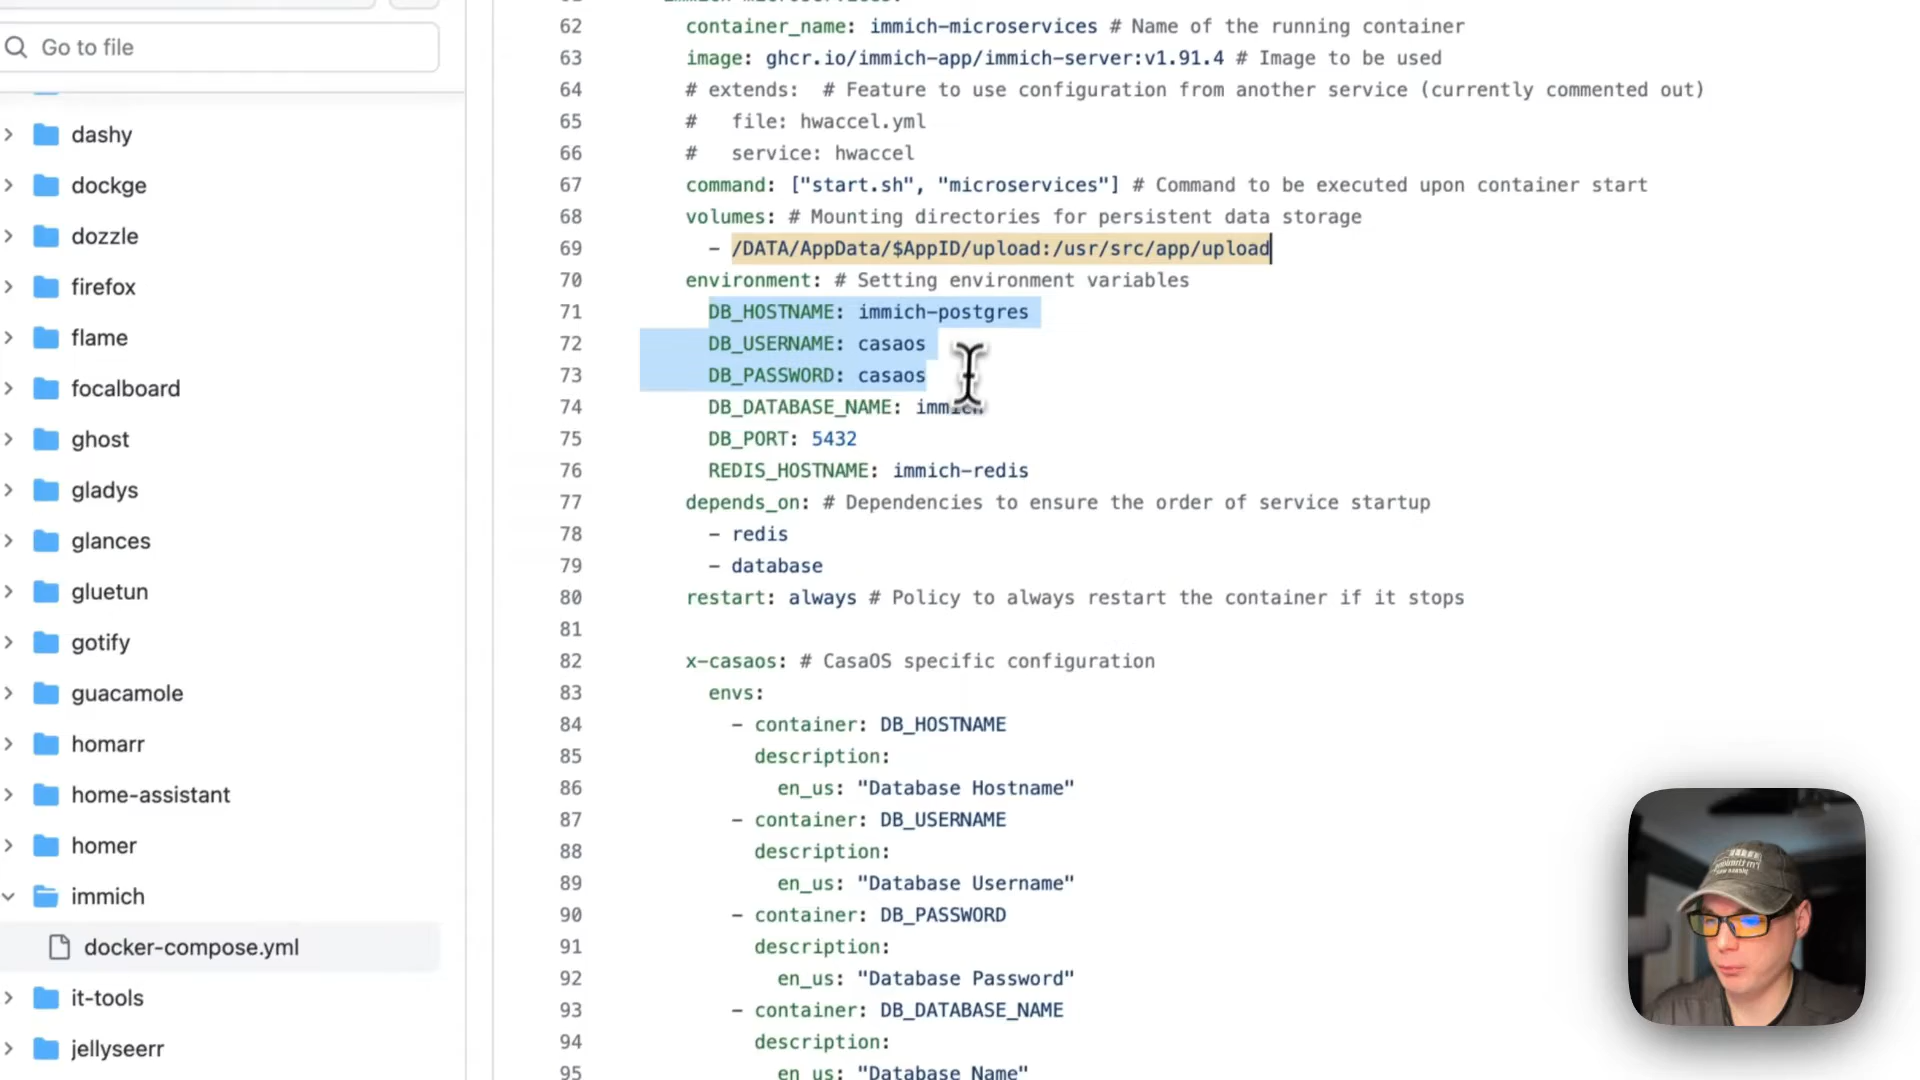 Go to file
dashy
dockge
dozzle
firefox
flame
focalboard
ghost
gladys
glances
gluetun
gotify
guacamole
homarr
home-assistant
homer
immich
docker-compose.yml
it-tools
jellyseerr
62 container_name: immich-microservices # Name of the running container
63 image: ghcr.io/immich-app/immich-server:v1.91.4 # Image to be used
64 # extends:  # Feature to use configuration from another service (currently commented out)
65 #   file: hwaccel.yml
66 #   service: hwaccel
67 command: ["start.sh", "microservices"] # Command to be executed upon container start
68 volumes: # Mounting directories for persistent data storage
69 - /DATA/AppData/$AppID/upload:/usr/src/app/upload
70 environment: # Setting environment variables
71 DB_HOSTNAME: immich-postgres
72 DB_USERNAME: casaos
73 DB_PASSWORD: casaos
74 DB_DATABASE_NAME: immich
75 DB_PORT: 5432
76 REDIS_HOSTNAME: immich-redis
77 depends_on: # Dependencies to ensure the order of service startup
78 - redis
79 - database
80 restart: always # Policy to always restart the container if it stops
81
82 x-casaos: # CasaOS specific configuration
83 envs:
84 - container: DB_HOSTNAME
85 description:
86 en_us: "Database Hostname"
87 - container: DB_USERNAME
88 description:
89 en_us: "Database Username"
90 - container: DB_PASSWORD
91 description:
92 en_us: "Database Password"
93 - container: DB_DATABASE_NAME
94 description:
95 en_us: "Database Name"